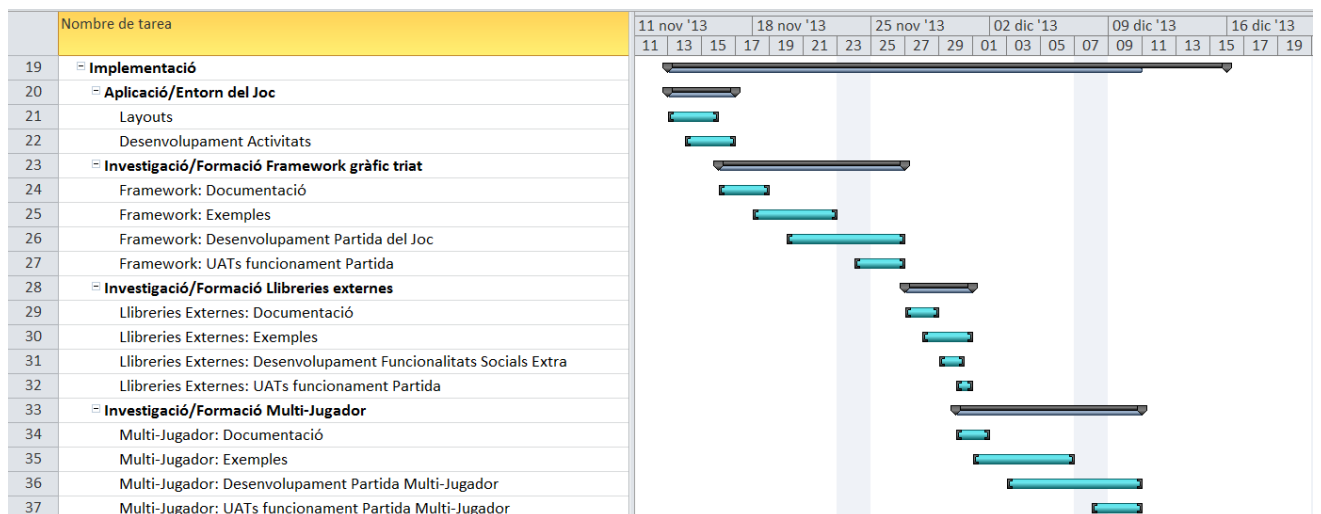 Nombre de tarea
11 nov '13 18 nov '13 25 nov '13 02 dic '13 09 dic '13 16 dic '13
11 13 15 17 19 21 23 25 27 29 01 03 05 07 09 11 13 15 17 19
19 Implementació
20 Aplicació/Entorn del Joc
21 Layouts
22 Desenvolupament Activitats
23 Investigació/Formació Framework gràfic triat
24 Framework: Documentació
25 Framework: Exemples
26 Framework: Desenvolupament Partida del Joc
27 Framework: UATs funcionament Partida
28 Investigació/Formació Llibreries externes
29 Llibreries Externes: Documentació
30 Llibreries Externes: Exemples
31 Llibreries Externes: Desenvolupament Funcionalitats Socials Extra
32 Llibreries Externes: UATs funcionament Partida
33 Investigació/Formació Multi-Jugador
34 Multi-Jugador: Documentació
35 Multi-Jugador: Exemples
36 Multi-Jugador: Desenvolupament Partida Multi-Jugador
37 Multi-Jugador: UATs funcionament Partida Multi-Jugador